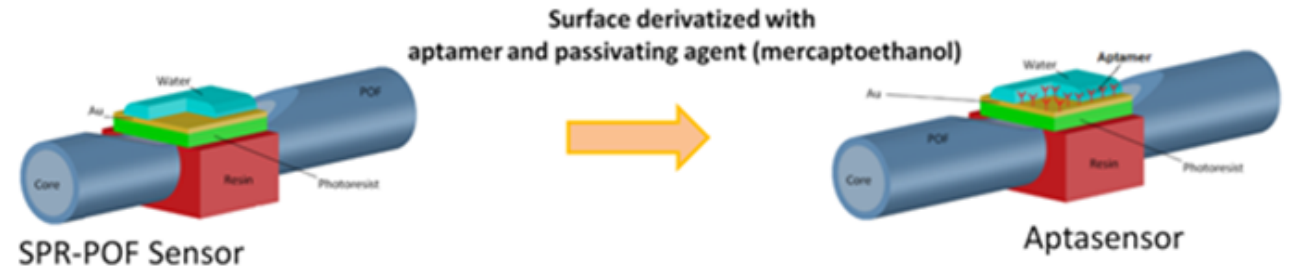 Surface derivatized with
aptamer and passivating agent (mercaptoethanol)
Water
Au
POF
Core
Resin
Photoresist
SPR-POF Sensor
Water
Aptamer
Au
POF
Core
Resin
Photoresist
Aptasensor